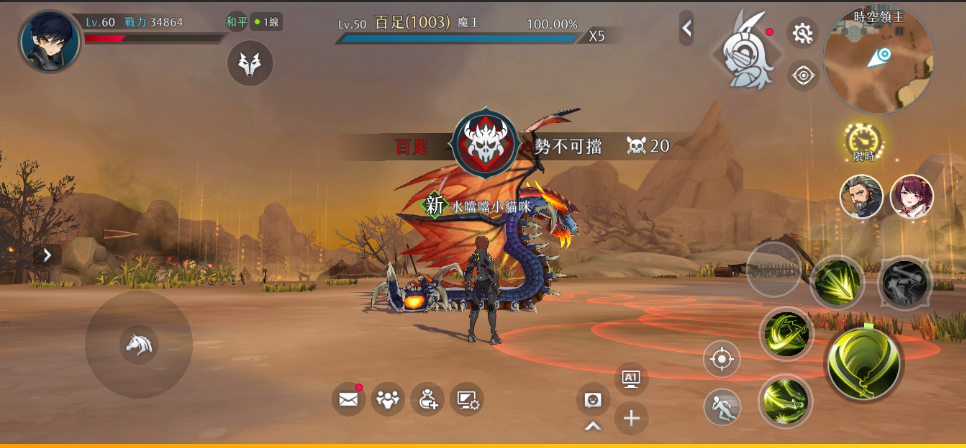 Lv.60 戰力 34864
和平 1線
Lv.50 百足(1003) 魔王 100.00%
X5
時空領主
限時
百足 勢不可擋 20
新 水噹噹小貓咪
A1